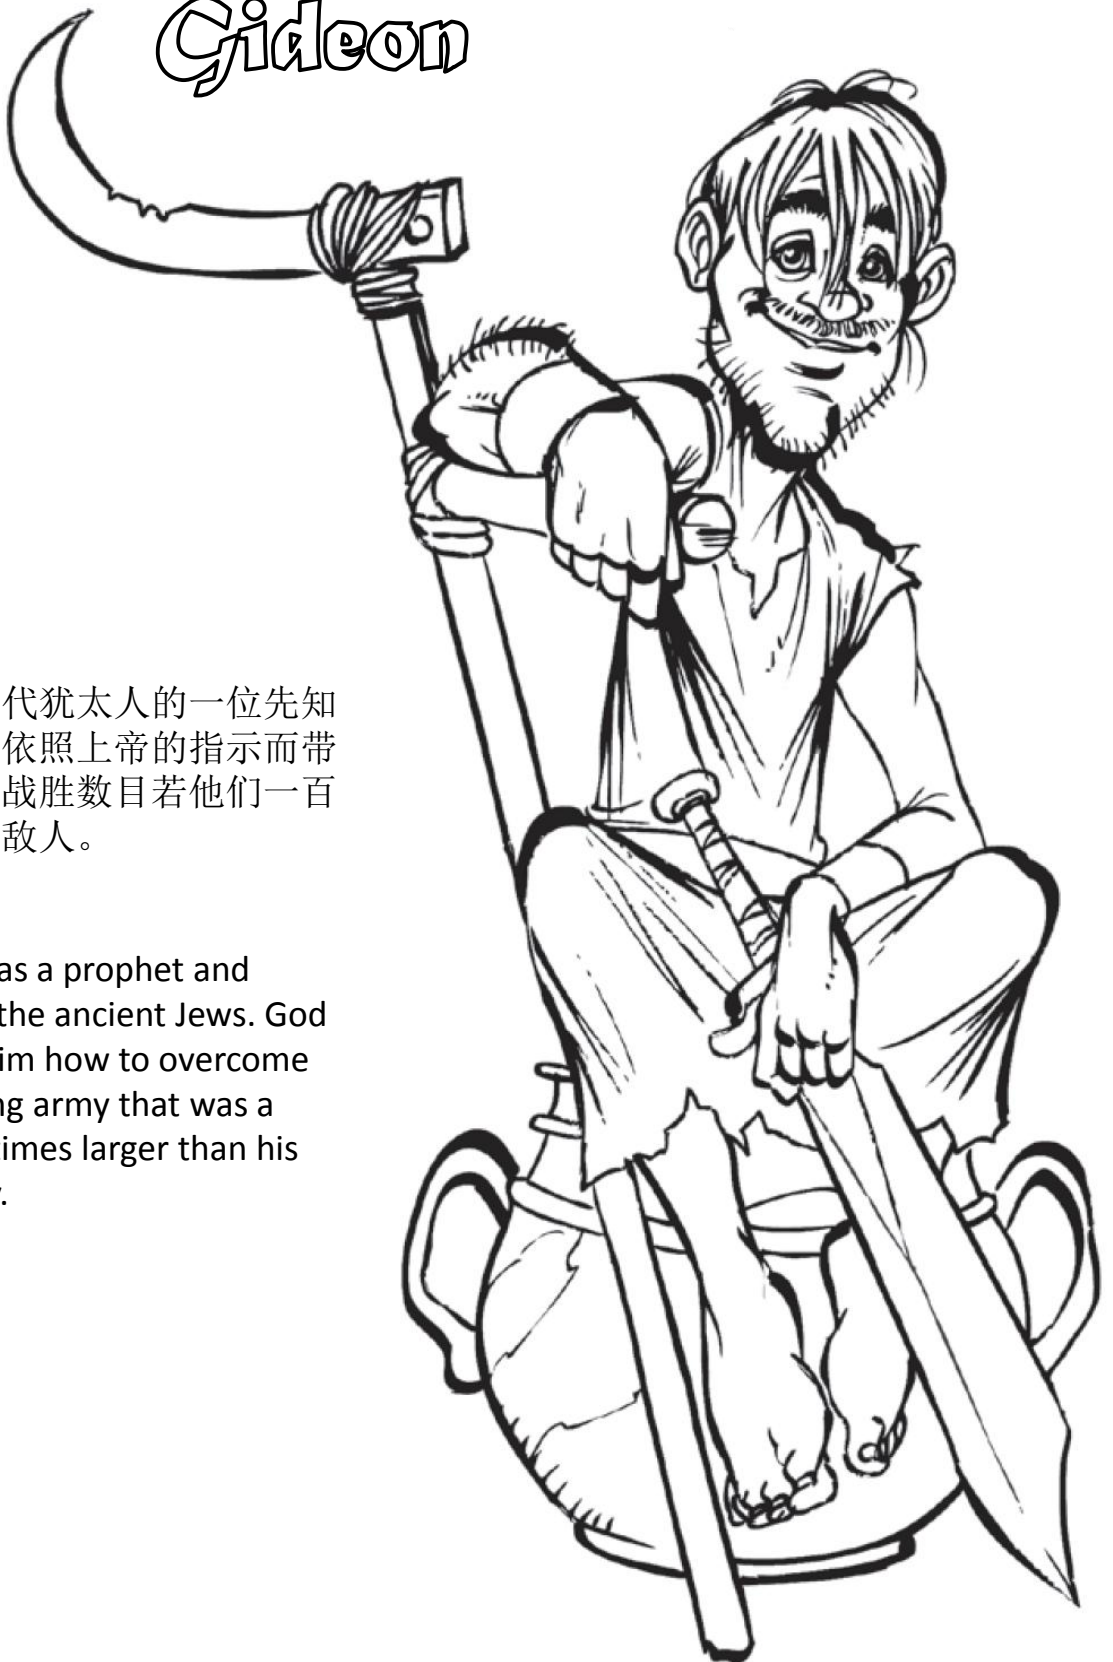 Gideon
代犹太人的一位先知
依照上帝的指示而带
战胜数目若他们一百
敌人。
as a prophet and
the ancient Jews. God
im how to overcome
ng army that was a
times larger than his